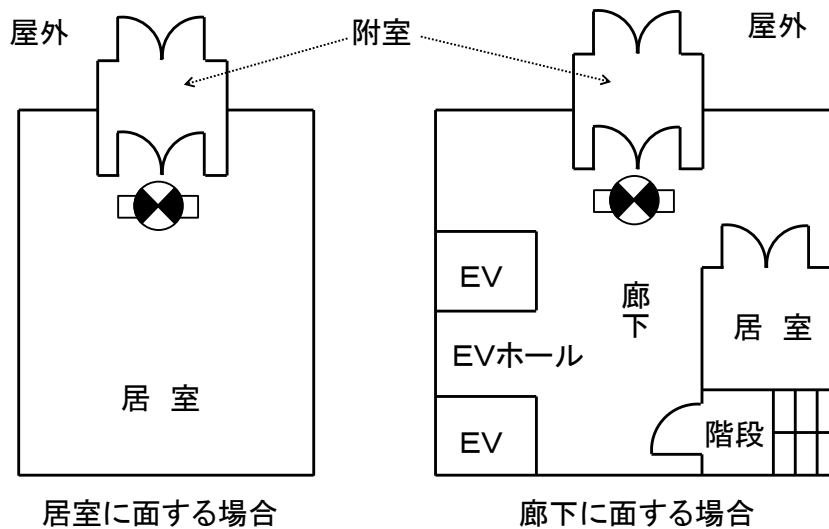 屋外
附室
屋外
居　室
居室に面する場合
EV
EVホール
EV
廊下
居　室
階段
廊下に面する場合